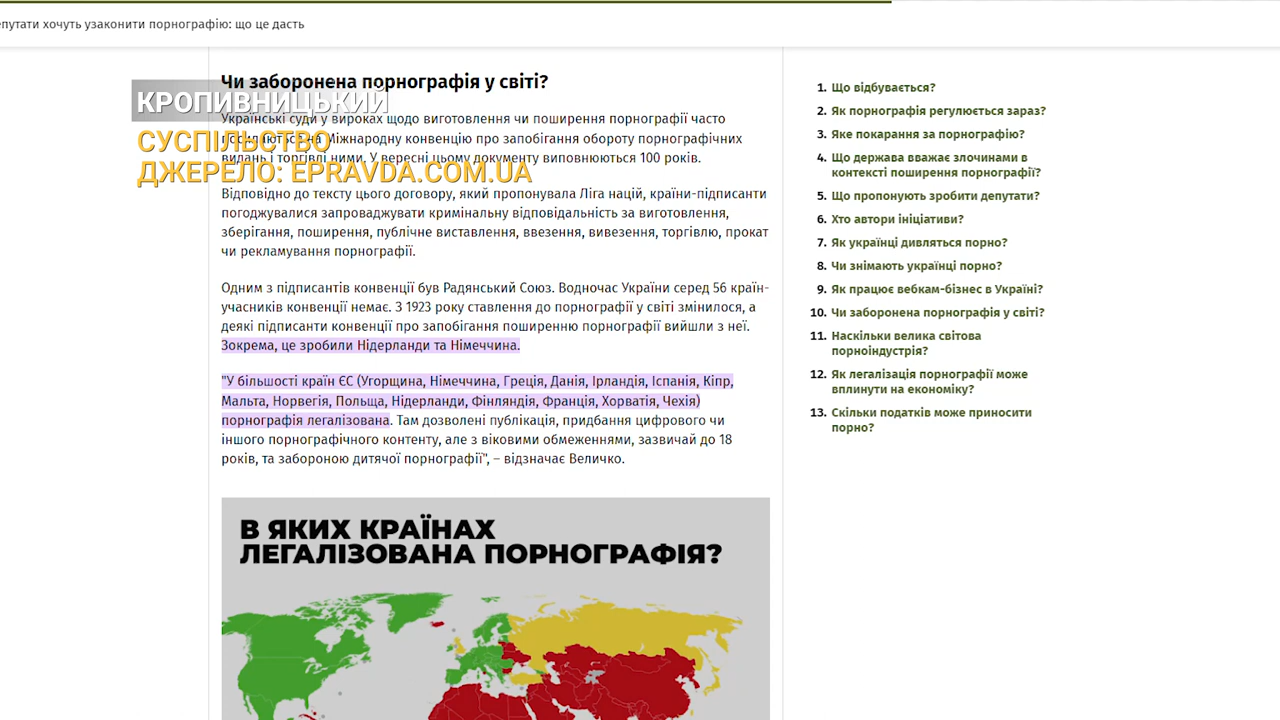 епутати хочуть узаконити порнографію: що це дасть
Чи заборонена порнографія у світі?
КРОПИВНИЦЬКИЙ
Українські суди у вироках щодо виготовлення чи поширення порнографії часто
СУСПІЛЬСТВО
на Міжнародну конвенцію про запобігання обороту порнографічних
видань і торгівлі ними. У вересні цьому документу виповнюються 100 років.
ДЖЕРЕЛО: EPRAVDA.COM.UA
Відповідно до тексту цього договору, який пропонувала Ліга націй, країни-підписанти
погоджувалися запроваджувати кримінальну відповідальність за виготовлення,
зберігання, поширення, публічне виставлення, ввезення, вивезення, торгівлю, прокат
чи рекламування порнографії.
Одним з підписантів конвенції був Радянський Союз. Водночас України серед 56 країн-
учасників конвенції немає. З 1923 року ставлення до порнографії у світі змінилося, а
деякі підписанти конвенції про запобігання поширенню порнографії вийшли з неї.
Зокрема, це зробили Нідерланди та Німеччина.
"У більшості країн ЄС (Угорщина, Німеччина, Греція, Данія, Ірландія, Іспанія, Кіпр,
Мальта, Норвегія, Польща, Нідерланди, Фінляндія, Франція, Хорватія, Чехія)
порнографія легалізована. Там дозволені публікація, придбання цифрового чи
іншого порнографічного контенту, але з віковими обмеженнями, зазвичай до 18
років, та забороною дитячої порнографії", – відзначає Величко.
В ЯКИХ КРАЇНАХ
ЛЕГАЛІЗОВАНА ПОРНОГРАФІЯ?
1. Що відбувається?
2. Як порнографія регулюється зараз?
3. Яке покарання за порнографію?
4. Що держава вважає злочинами в
контексті поширення порнографії?
5. Що пропонують зробити депутати?
6. Хто автори ініціативи?
7. Як українці дивляться порно?
8. Чи знімають українці порно?
9. Як працює вебкам-бізнес в Україні?
10. Чи заборонена порнографія у світі?
11. Наскільки велика світова
порноіндустрія?
12. Як легалізація порнографії може
вплинути на економіку?
13. Скільки податків може приносити
порно?